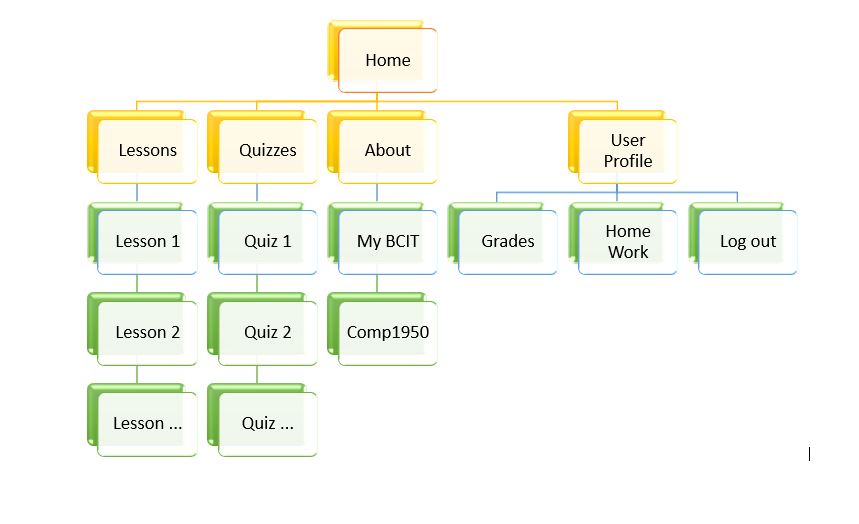 Home
Lessons
Quizzes
About
User
Profile
Lesson 1
Quiz 1
My BCIT
Grades
Home
Work
Log out
Lesson 2
Quiz 2
Comp1950
Lesson ...
Quiz ...